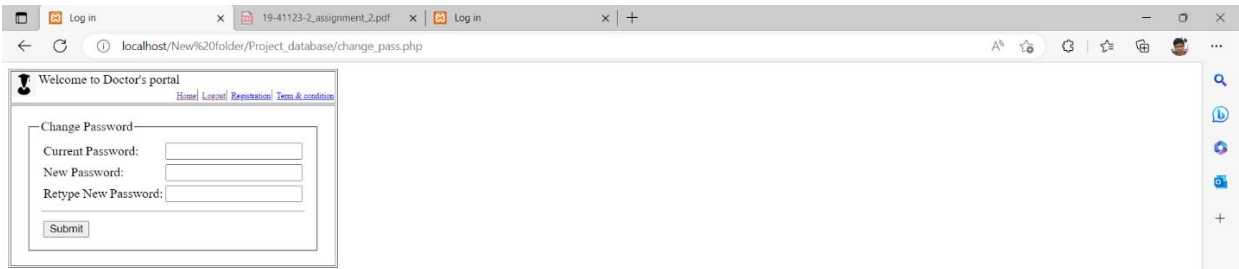 Log in
19-41123-2_assignment_2.pdf
Log in
localhost/New%20folder/Project_database/change_pass.php
Welcome to Doctor's portal
Home| Logout| Registration| Term & condition
Change Password
Current Password:
New Password:
Retype New Password:
Submit